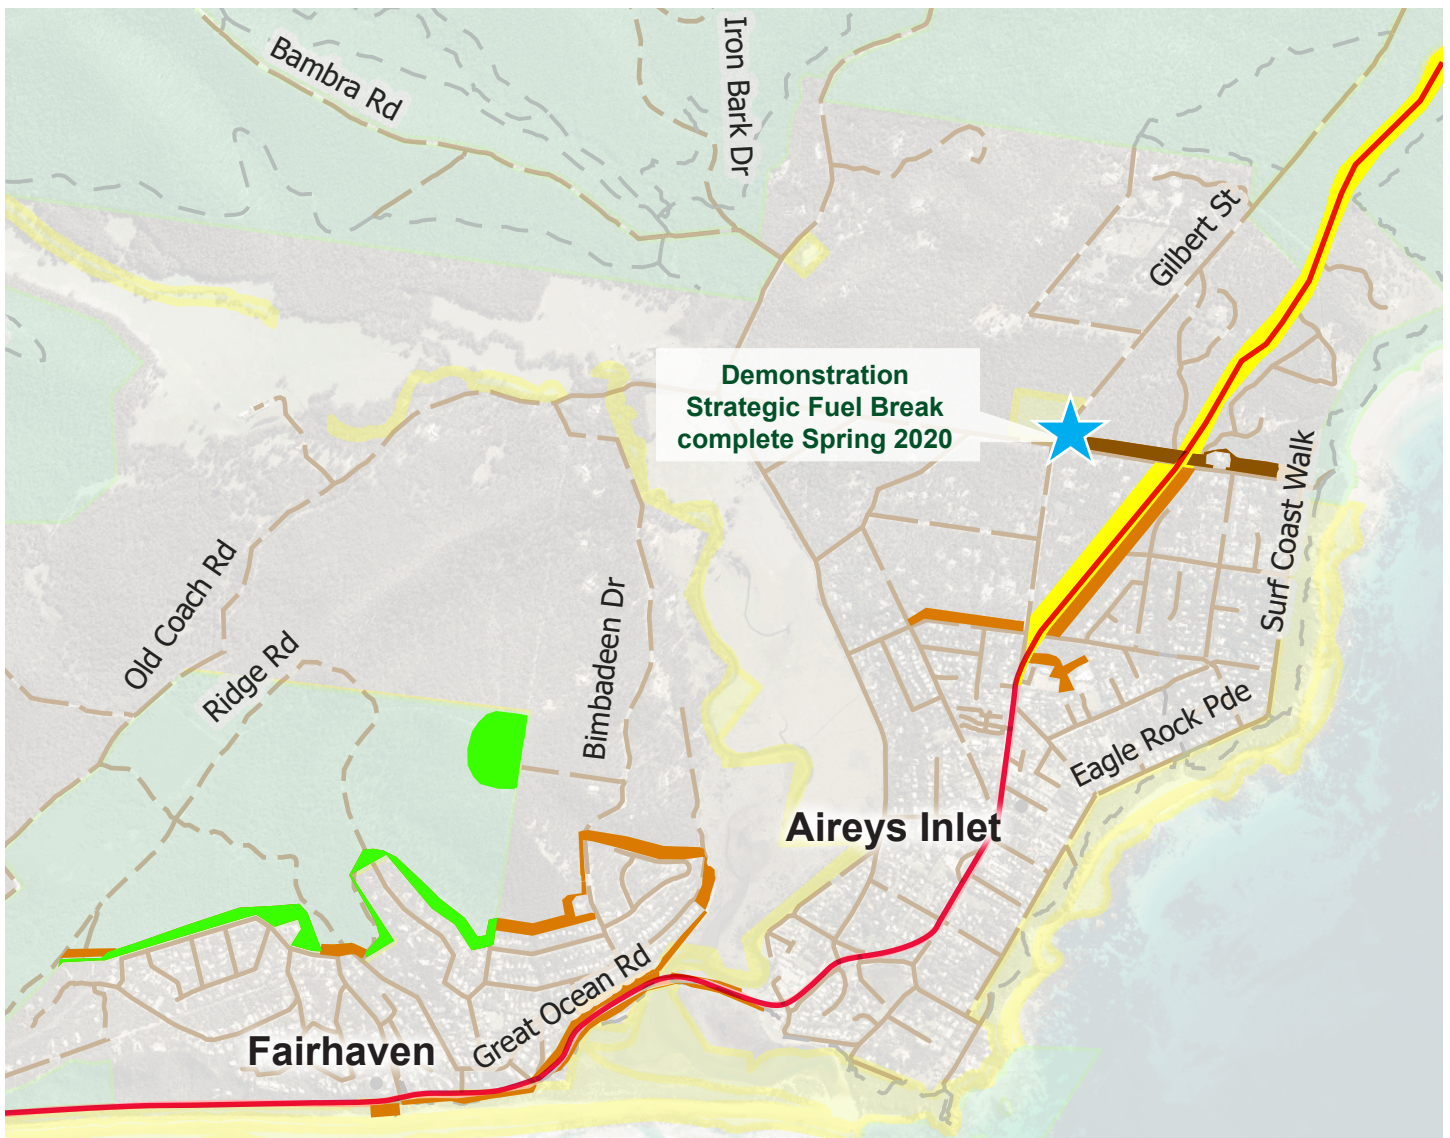 Bambra Rd
Iron Bark Dr
Gilbert St
Demonstration
Strategic Fuel Break
complete Spring 2020
Surf Coast Walk
Old Coach Rd
Ridge Rd
Bimbadeen Dr
Eagle Rock Pde
Aireys Inlet
Great Ocean Rd
Fairhaven